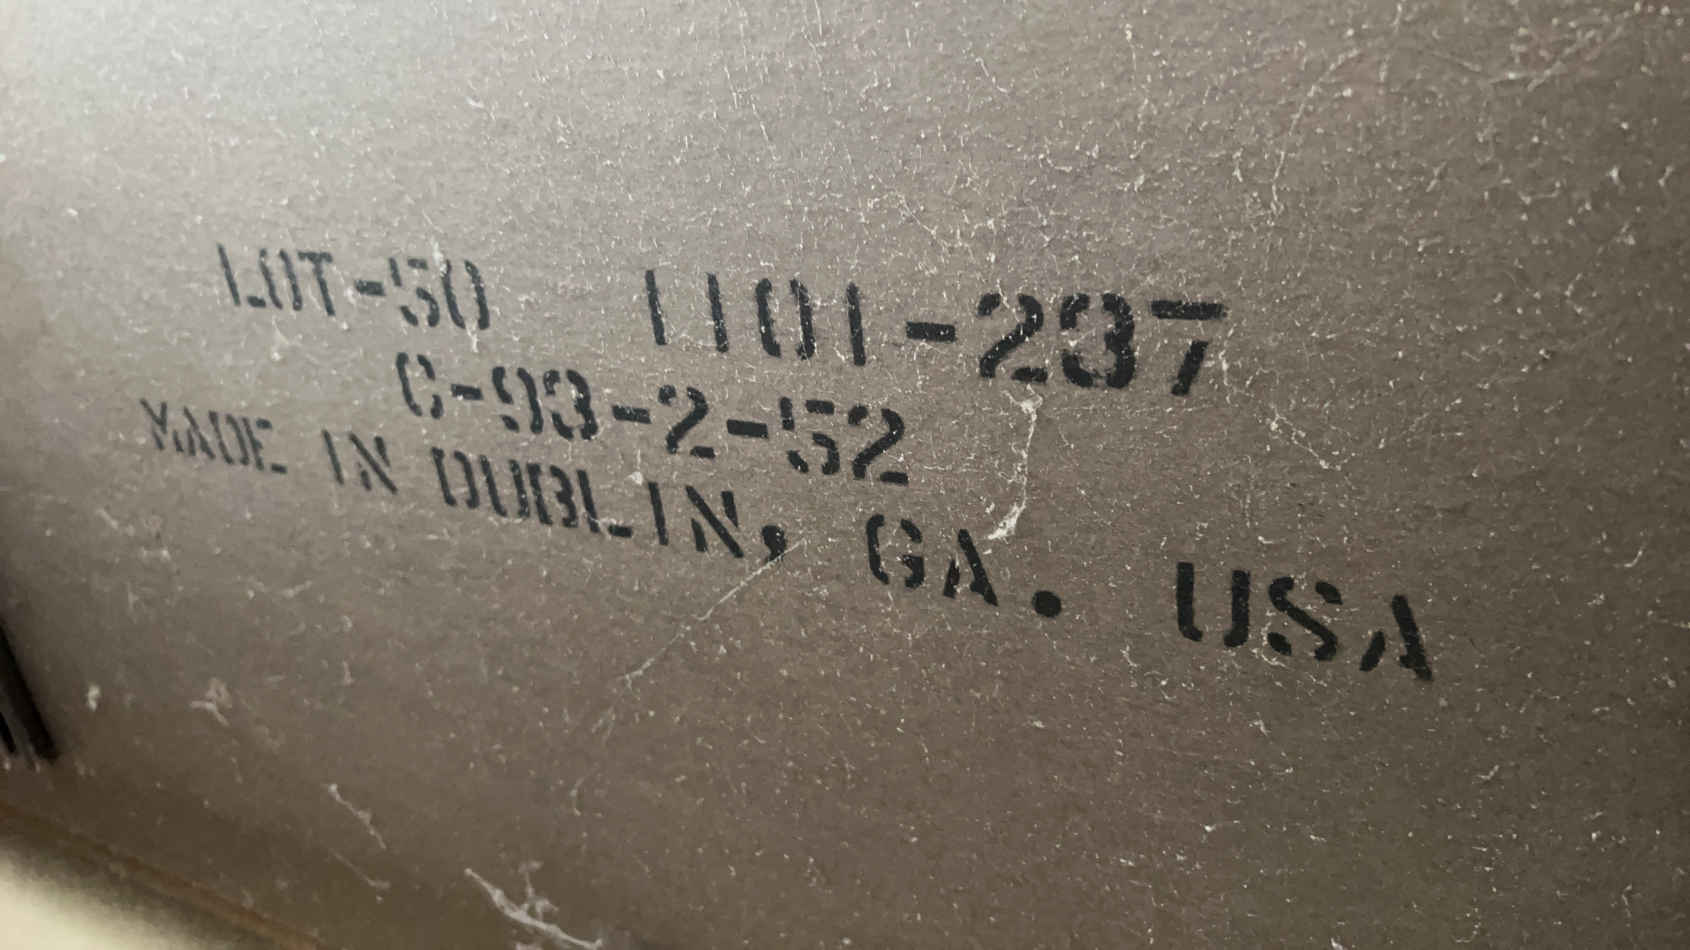 LOT-50 1101-237
C-93-2-52
MADE IN DUBLIN, GA. USA